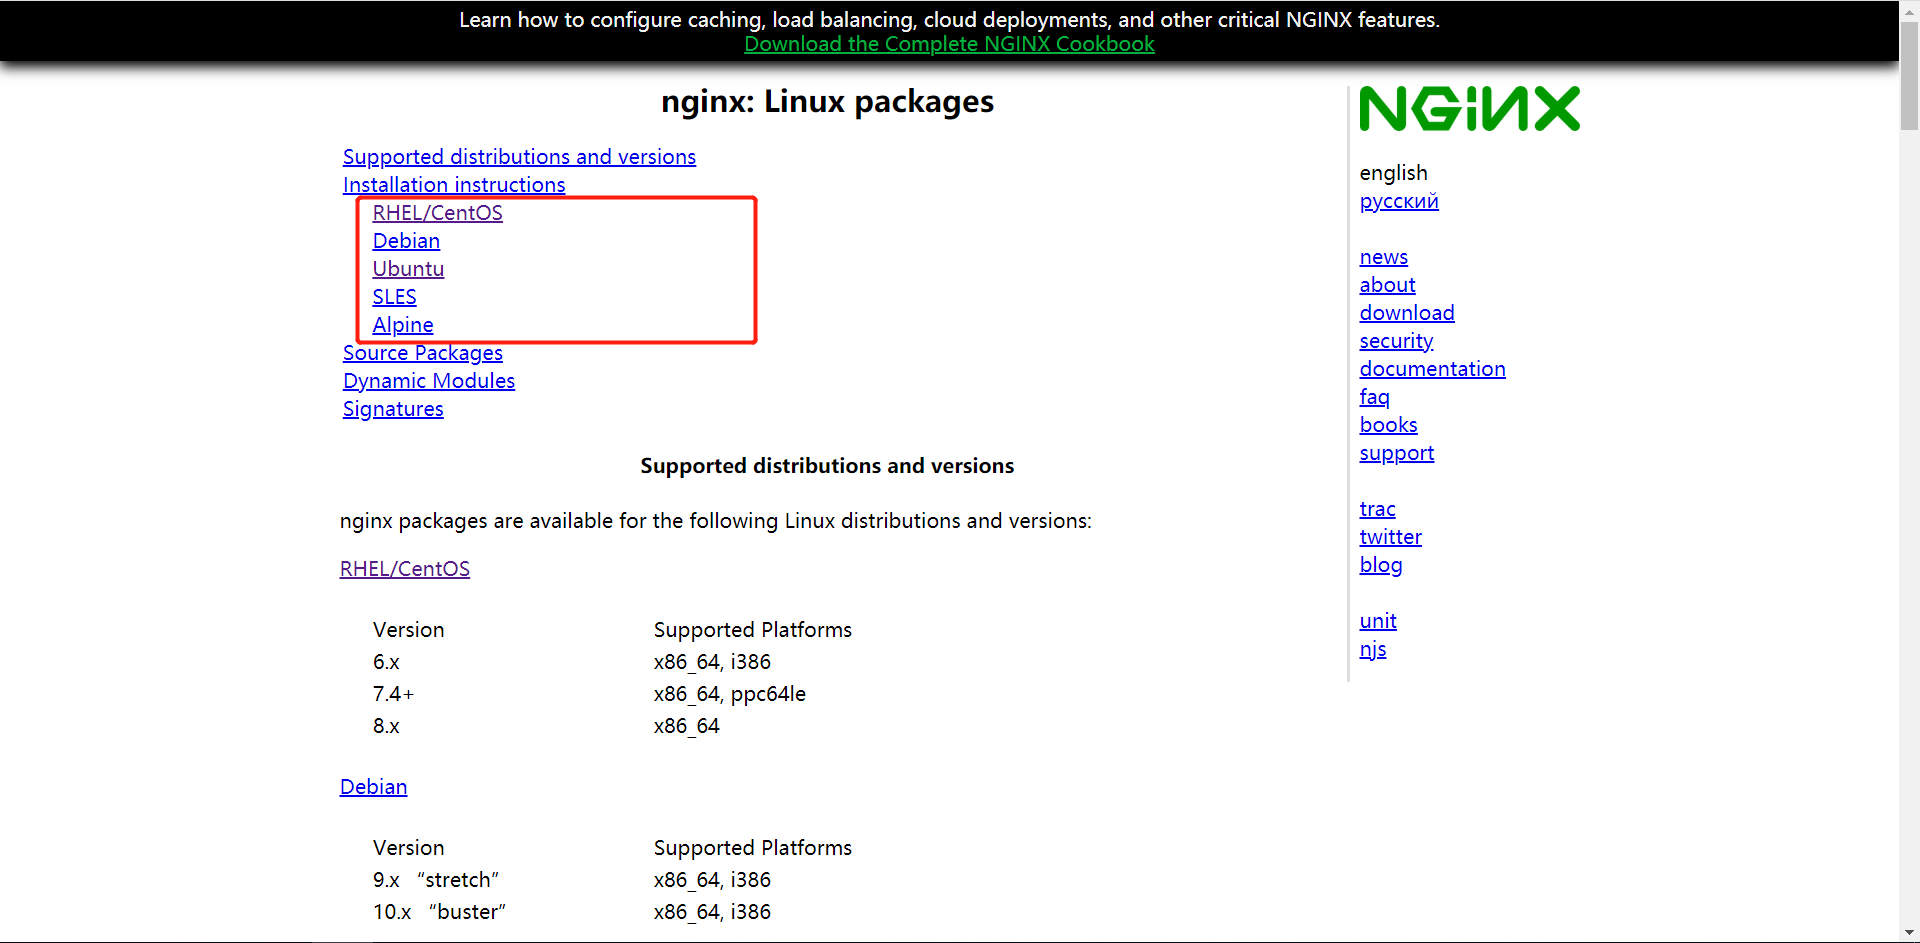 Learn how to configure caching, load balancing, cloud deployments, and other critical NGINX features.
Download the Complete NGINX Cookbook
nginx: Linux packages
Supported distributions and versions
Installation instructions
RHEL/CentOS
Debian
Ubuntu
SLES
Alpine
Source Packages
Dynamic Modules
Signatures
Supported distributions and versions
nginx packages are available for the following Linux distributions and versions:
RHEL/CentOS
Version Supported Platforms
6.x x86_64, i386
7.4+ x86_64, ppc64le
8.x x86_64
Debian
Version Supported Platforms
9.x “stretch” x86_64, i386
10.x “buster” x86_64, i386
NGINX
english
русский
news
about
download
security
documentation
faq
books
support
trac
twitter
blog
unit
njs